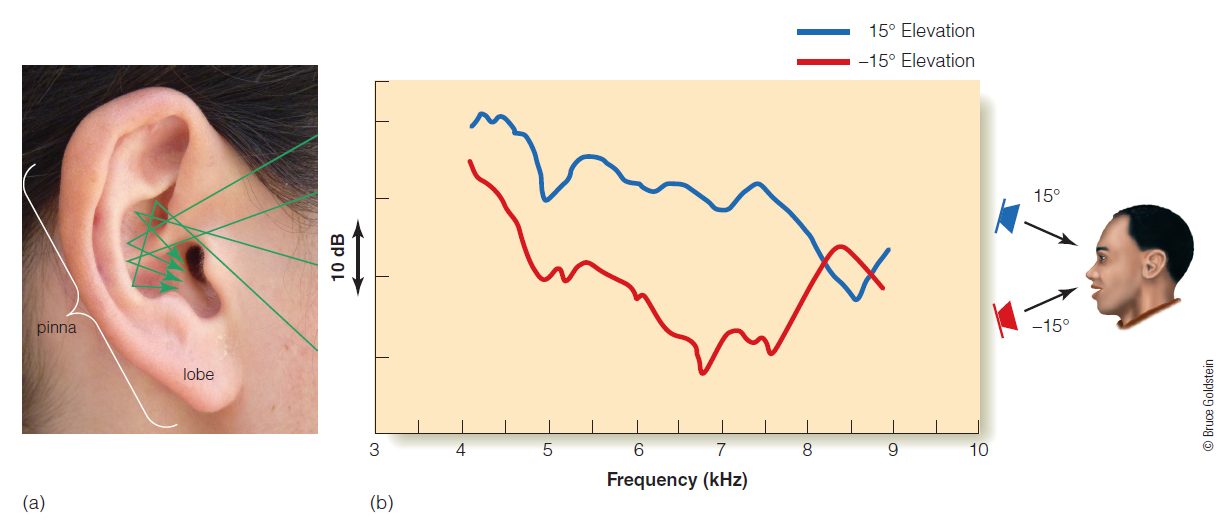 15° Elevation
–15° Elevation
pinna
lobe
10 dB
3 4 5 6 7 8 9 10
Frequency (kHz)
15°
–15°
© Bruce Goldstein
(a)
(b)